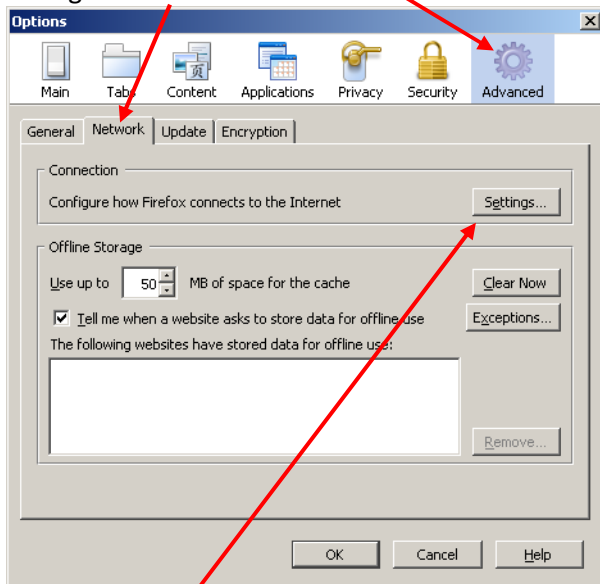 Options
Main Tabs Content Applications Privacy Security Advanced
General Network Update Encryption
Connection
Configure how Firefox connects to the Internet Settings...
Offline Storage
Use up to 50 MB of space for the cache Clear Now
Tell me when a website asks to store data for offline use Exceptions...
The following websites have stored data for offline use:
Remove...
OK Cancel Help